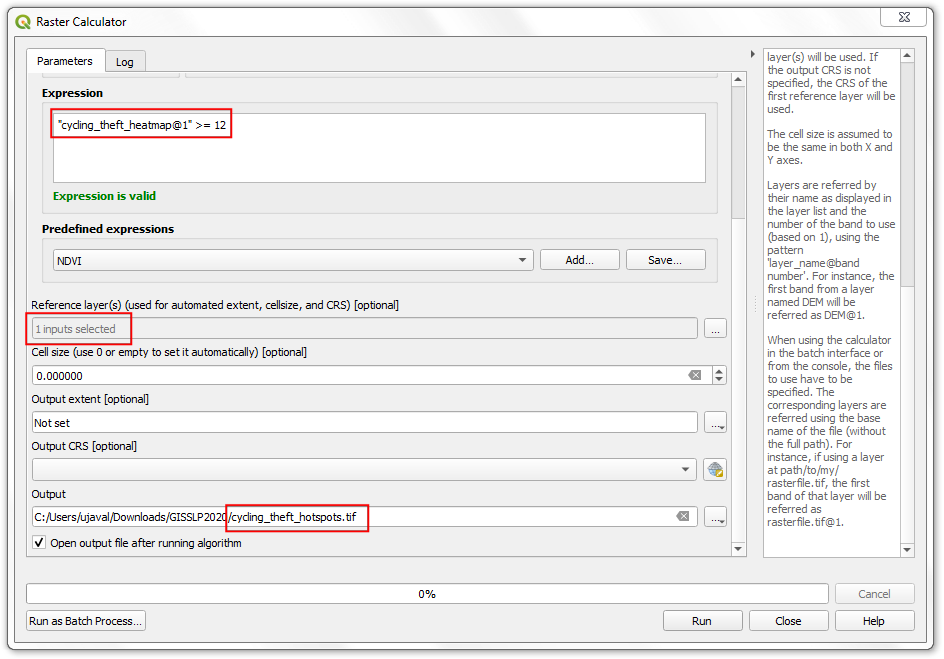 Raster Calculator
Parameters
Log
Expression
"cycling_theft_heatmap@1" >= 12
Expression is valid
Predefined expressions
NDVI
Add...
Save...
Reference layer(s) (used for automated extent, cellsize, and CRS) [optional]
1 inputs selected
...
Cell size (use 0 or empty to set it automatically) [optional]
0.000000
Output extent [optional]
Not set
...
Output CRS [optional]
Output
C:/Users/ujaval/Downloads/GISSLP2020/cycling_theft_hotspots.tif
...
Open output file after running algorithm
layer(s) will be used. If
the output CRS is not
specified, the CRS of the
first reference layer will be
used.
The cell size is assumed to
be the same in both X and
Y axes.
Layers are referred by
their name as displayed in
the layer list and the
number of the band to use
(based on 1), using the
pattern
'layer_name@band
number'. For instance, the
first band from a layer
named DEM will be
referred as DEM@1.
When using the calculator
in the batch interface or
from the console, the files
to use have to be
specified. The
corresponding layers are
referred using the base
name of the file (without
the full path). For
instance, if using a layer
at path/to/my/
rasterfile.tif, the first
band of that layer will be
referred as
rasterfile.tif@1.
0%
Cancel
Run as Batch Process...
Run
Close
Help